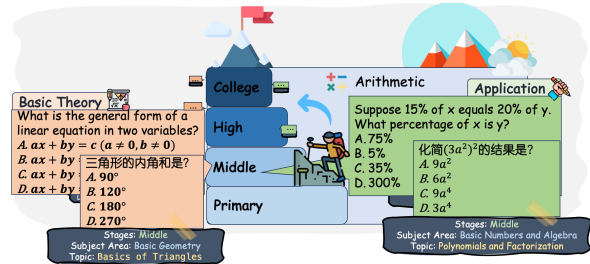 College
High
Middle
Primary
Arithmetic
Basic Theory
What is the general form of a
linear equation in two variables?
A. ax + by = c (a ≠ 0, b ≠ 0)
B. ax + by
C. ax + by
D. ax + by
三角形的内角和是?
A. 90°
B. 120°
C. 180°
D. 270°
Stages: Middle
Subject Area: Basic Geometry
Topic: Basics of Triangles
Application
Suppose 15% of x equals 20% of y.
What percentage of x is y?
A. 75%
B. 5%
C. 35%
D. 300%
化简(3a²)²的结果是?
A. 9a²
B. 6a²
C. 9a⁴
D. 3a⁴
Stages: Middle
Subject Area: Basic Numbers and Algebra
Topic: Polynomials and Factorization